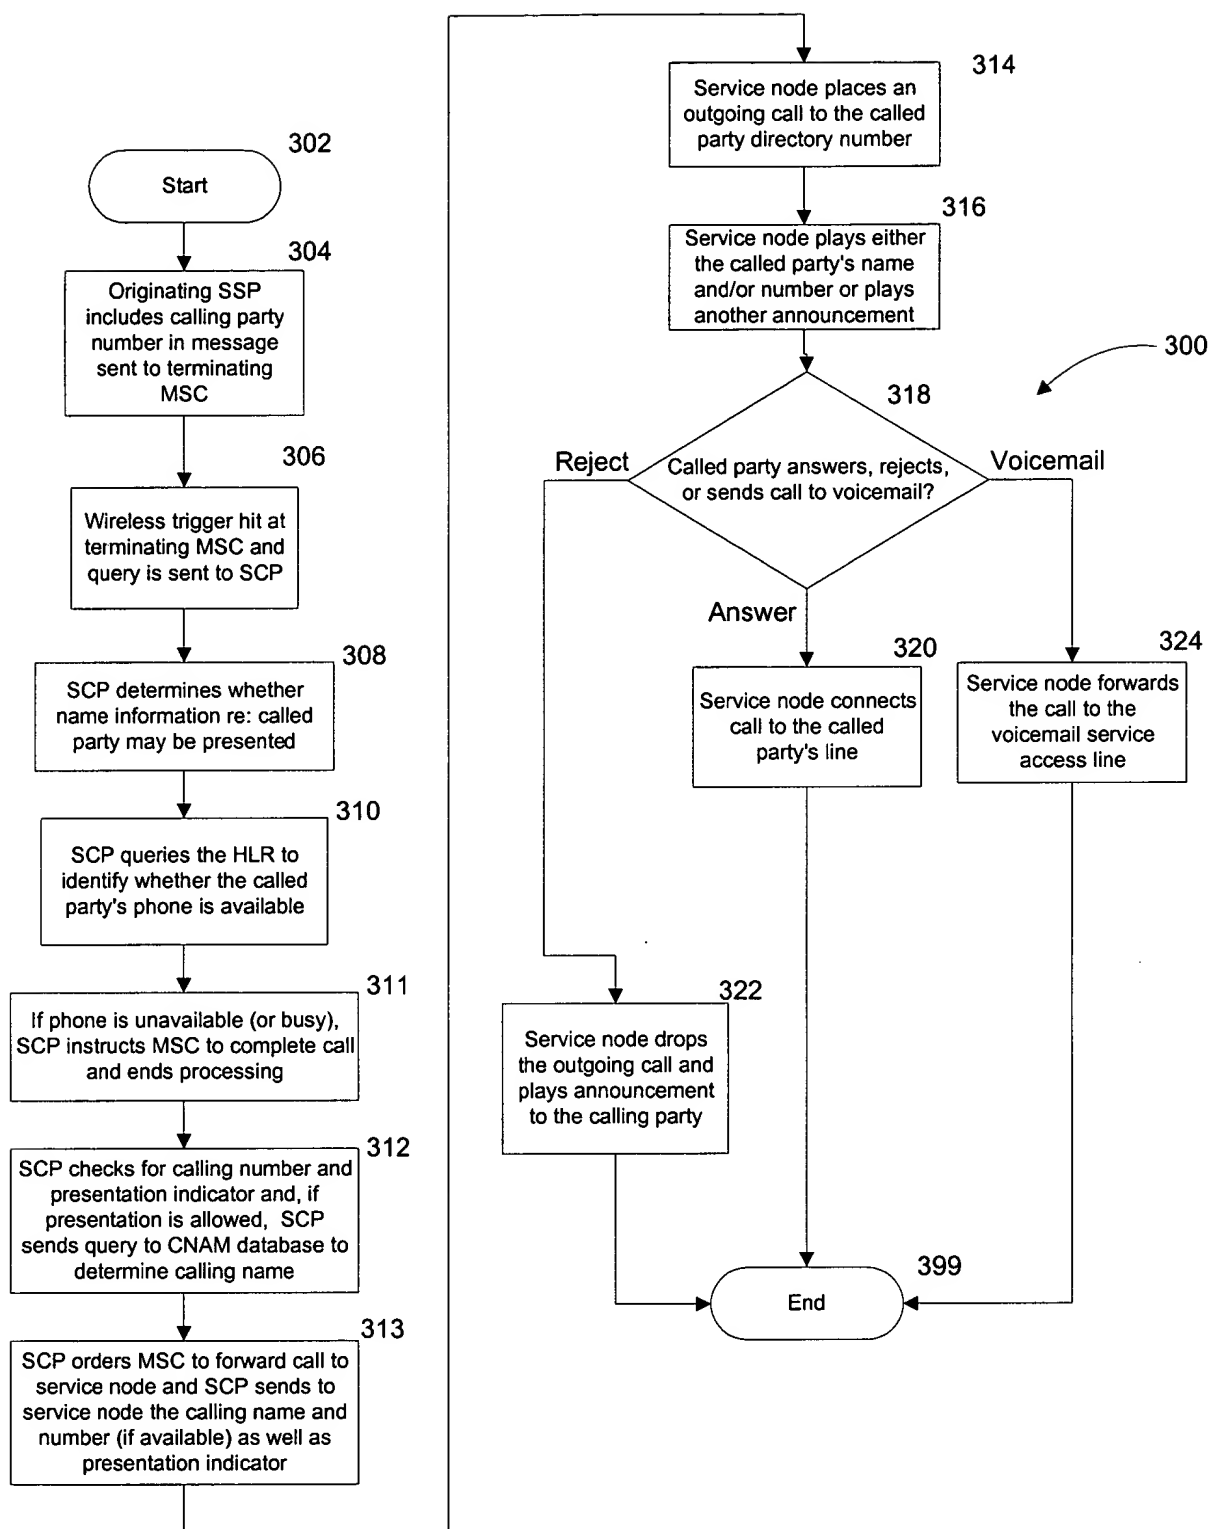 302
Start
304
Originating SSP
includes calling party
number in message
sent to terminating
MSC
306
Wireless trigger hit at
terminating MSC and
query is sent to SCP
308
SCP determines whether
name information re: called
party may be presented
310
SCP queries the HLR to
identify whether the called
party's phone is available
311
If phone is unavailable (or busy),
SCP instructs MSC to complete call
and ends processing
312
SCP checks for calling number and
presentation indicator and, if
presentation is allowed, SCP
sends query to CNAM database to
determine calling name
313
SCP orders MSC to forward call to
service node and SCP sends to
service node the calling name and
number (if available) as well as
presentation indicator
314
Service node places an
outgoing call to the called
party directory number
316
Service node plays either
the called party's name
and/or number or plays
another announcement
300
318
Called party answers, rejects,
or sends call to voicemail?
Reject
Voicemail
Answer
320
Service node connects
call to the called
party's line
324
Service node forwards
the call to the
voicemail service
access line
322
Service node drops
the outgoing call and
plays announcement
to the calling party
399
End